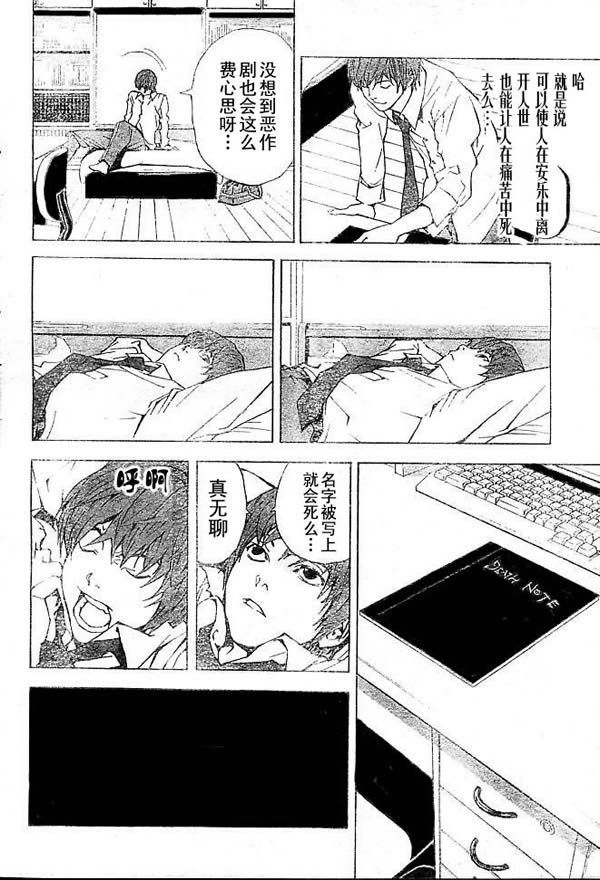 哈
就是说
可以使人在安乐中离
开人世
也能让人在痛苦中死
去么…
没想到恶作
剧也会这么
费心思呀…
DEATH NOTE
名字被写上
就会死么…
真无聊
呼啊